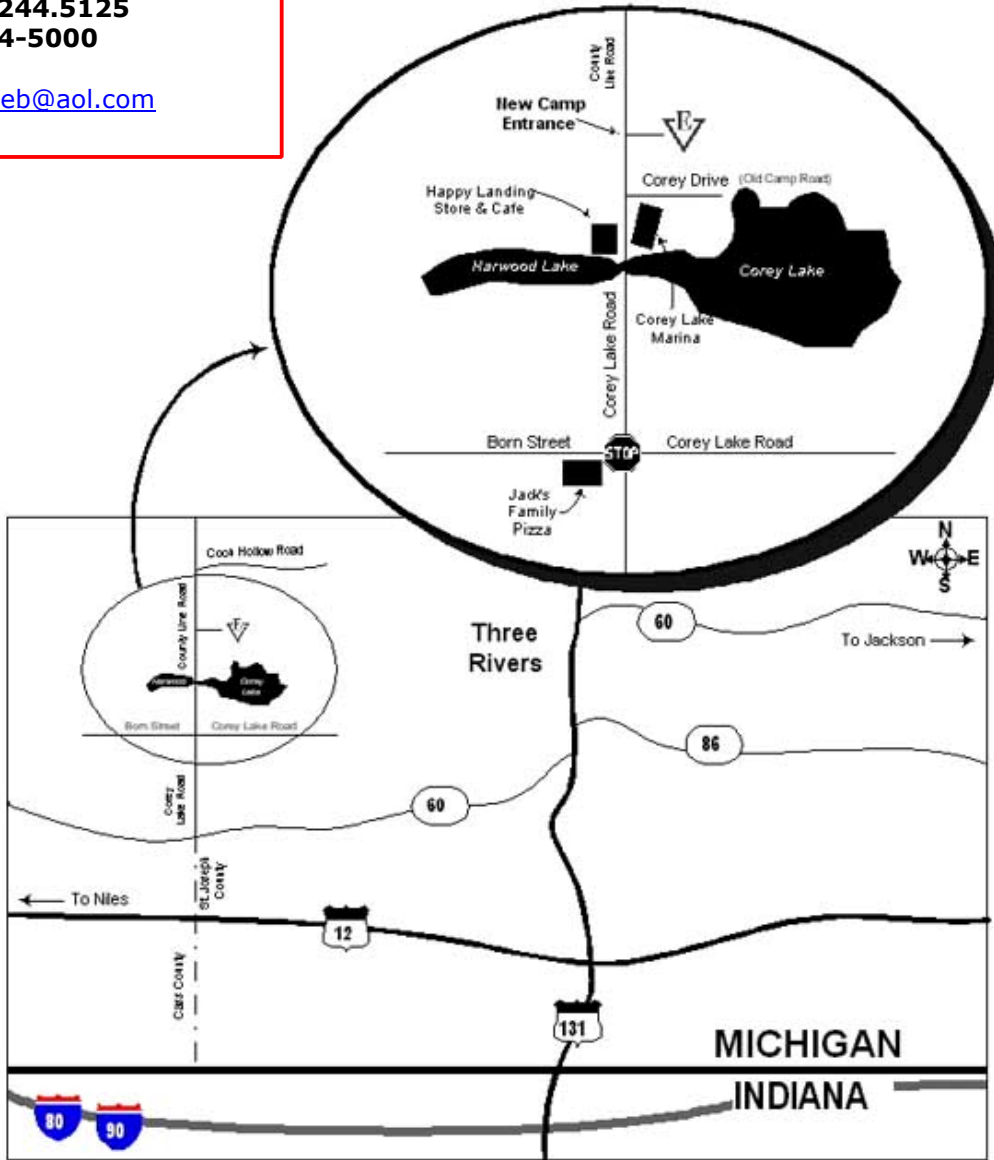 244.5125
4-5000
eb@aol.com
County
Line Road
New Camp
Entrance
E
Corey Drive (Old Camp Road)
Happy Landing
Store & Cafe
Harwood Lake
Corey Lake
Corey Lake
Marina
Corey Lake Road
Born Street
STOP
Corey Lake Road
Jack's
Family
Pizza
N
W E
S
Cook Hollow Road
County Line Road
E
Harwood
Corey
Lake
Born Street
Corey Lake Road
Corey
Lake Road
Three
Rivers
60
To Jackson
86
60
St. Joseph
County
To Niles
12
Cass County
131
MICHIGAN
INDIANA
80
90